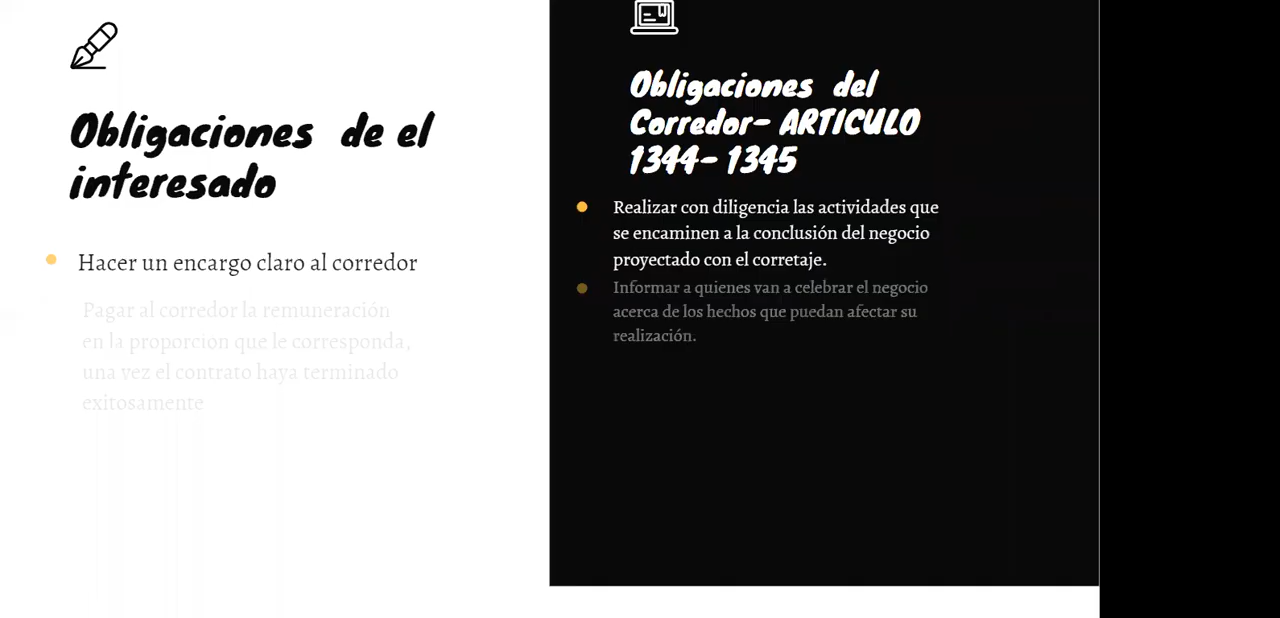 Obligaciones de el
interesado
Hacer un encargo claro al corredor
Pagar al corredor la remuneración
en la proporcion que le corresponda,
una vez el contrato haya terminado
exitosamente
Obligaciones del
Corredor- ARTICULO
1344- 1345
Realizar con diligencia las actividades que
se encaminen a la conclusión del negocio
proyectado con el corretaje.
Informar a quienes van a celebrar el negocio
acerca de los hechos que puedan afectar su
realización.